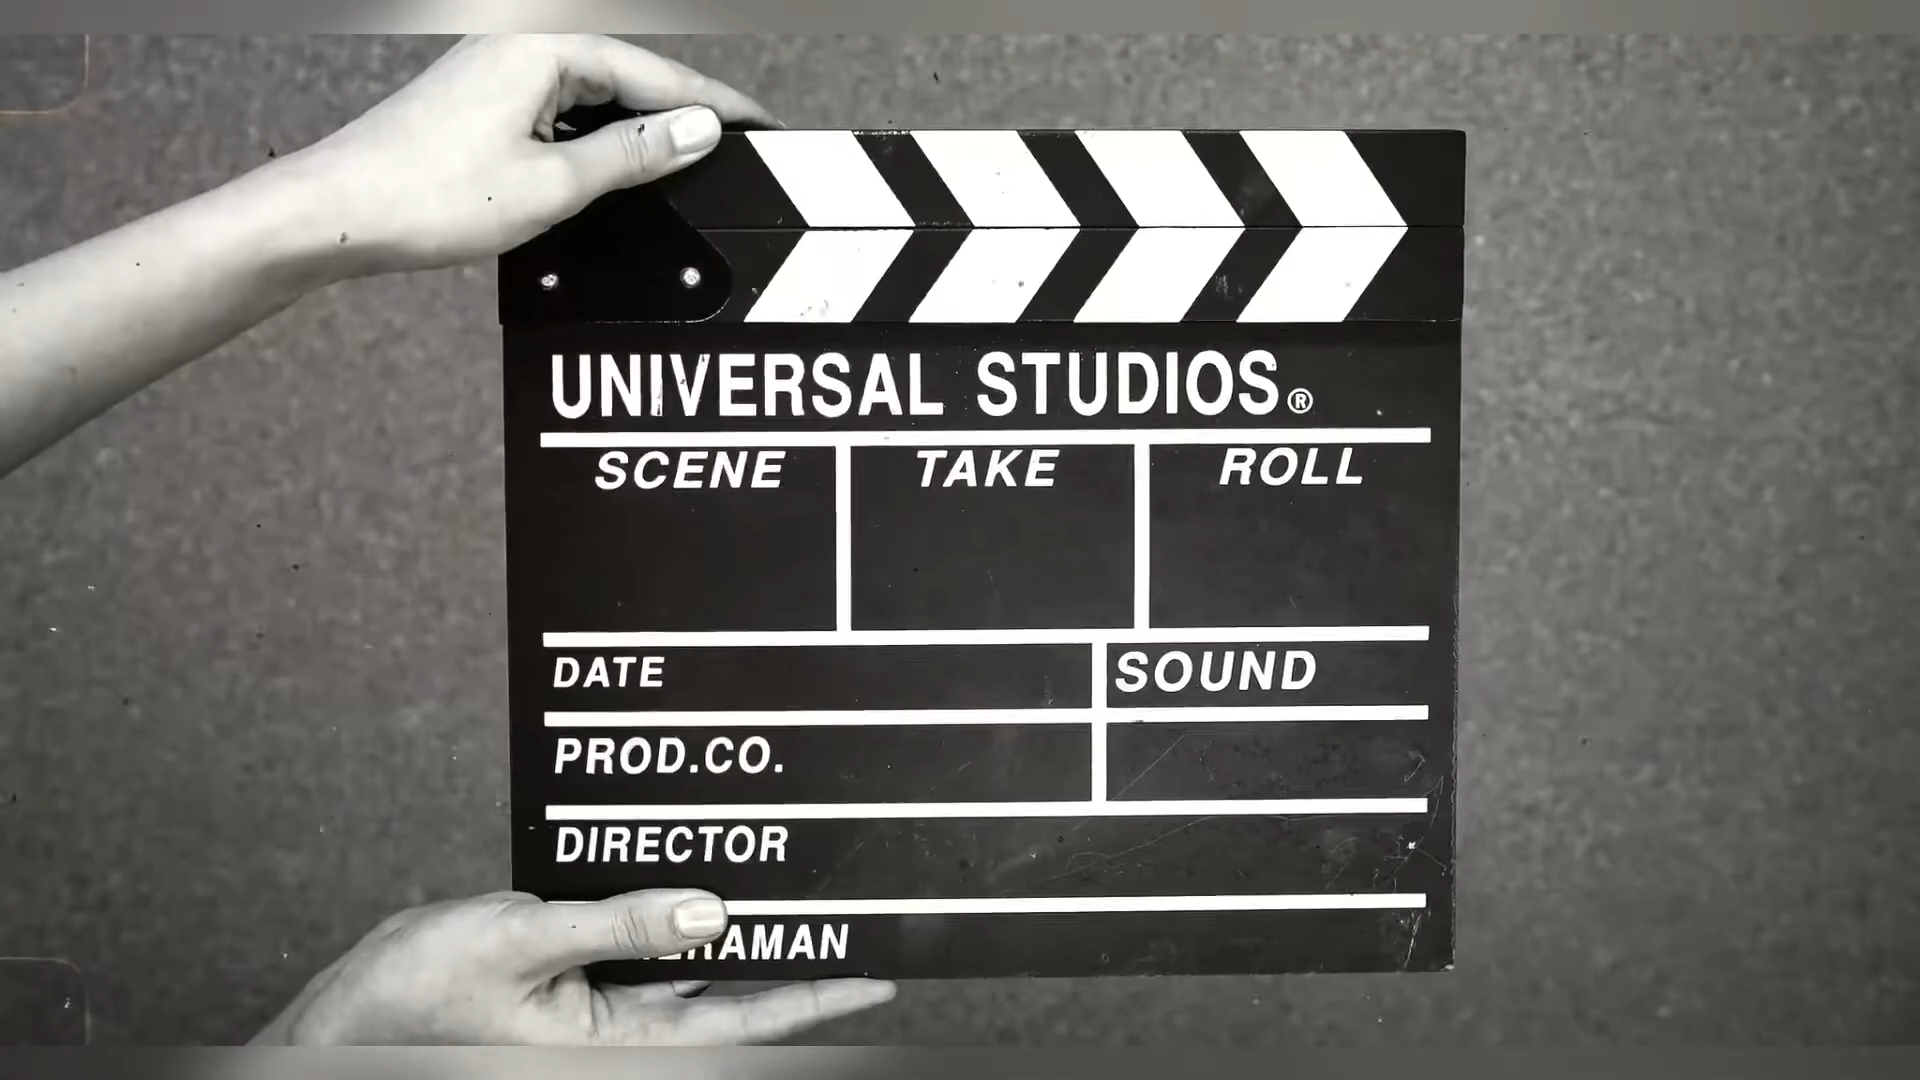 UNIVERSAL STUDIOS®
SCENE TAKE ROLL
DATE SOUND
PROD.CO.
DIRECTOR